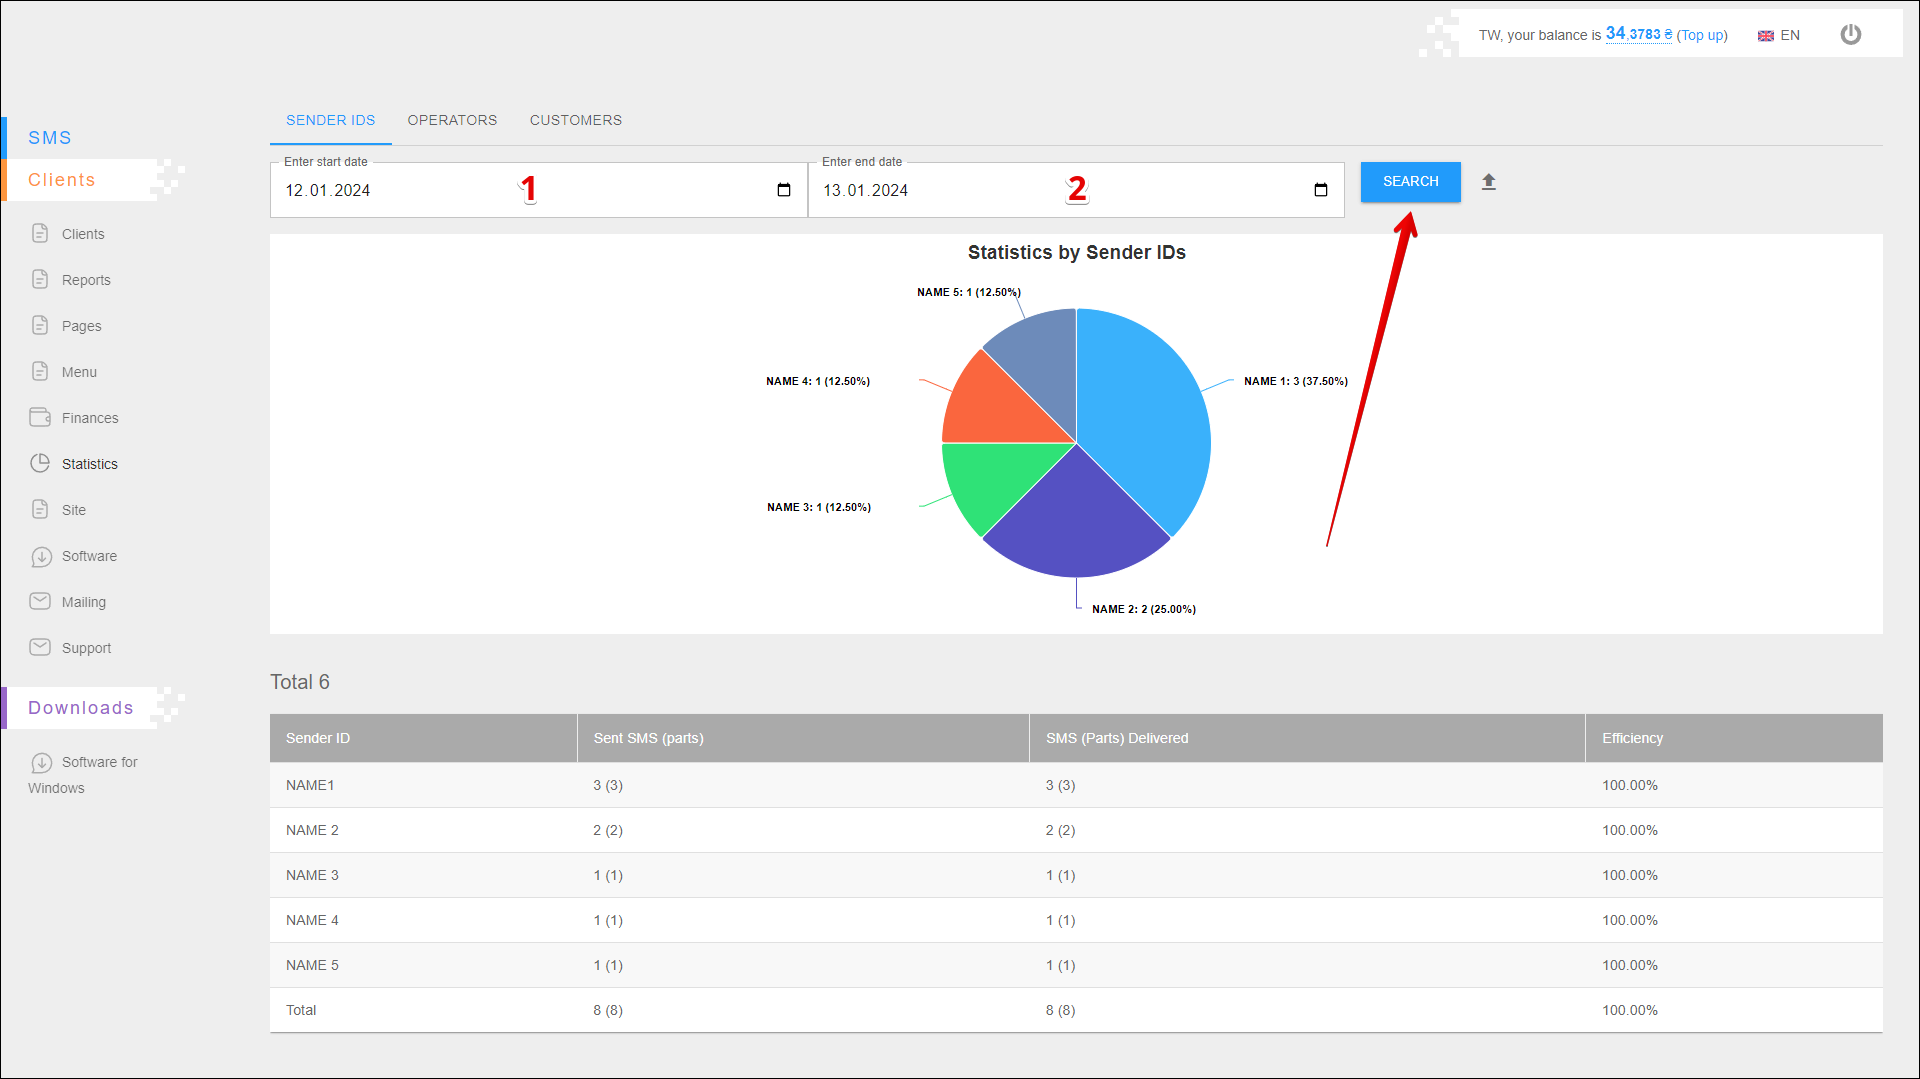 TW, your balance is 34,3783 ₴ (Top up) EN
SMS
Clients
Clients
Reports
Pages
Menu
Finances
Statistics
Site
Software
Mailing
Support
Downloads
Software for
Windows
SENDER IDS OPERATORS CUSTOMERS
Enter start date
12.01.2024
1
Enter end date
13.01.2024
2
SEARCH
Statistics by Sender IDs
NAME 5: 1 (12.50%)
NAME 4: 1 (12.50%)
NAME 1: 3 (37.50%)
NAME 3: 1 (12.50%)
NAME 2: 2 (25.00%)
Total 6
Sender ID Sent SMS (parts) SMS (Parts) Delivered Efficiency
NAME1 3 (3) 3 (3) 100.00%
NAME 2 2 (2) 2 (2) 100.00%
NAME 3 1 (1) 1 (1) 100.00%
NAME 4 1 (1) 1 (1) 100.00%
NAME 5 1 (1) 1 (1) 100.00%
Total 8 (8) 8 (8) 100.00%